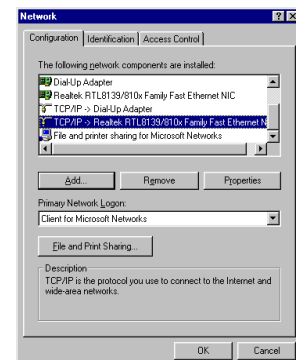 Network
Configuration Identification Access Control
The following network components are installed:
Dial-Up Adapter
Realtek RTL8139/810x Family Fast Ethernet NIC
TCP/IP -> Dial-Up Adapter
TCP/IP -> Realtek RTL8139/810x Family Fast Ethernet N
File and printer sharing for Microsoft Networks
Add... Remove Properties
Primary Network Logon:
Client for Microsoft Networks
File and Print Sharing...
Description
TCP/IP is the protocol you use to connect to the Internet and
wide-area networks.
OK Cancel